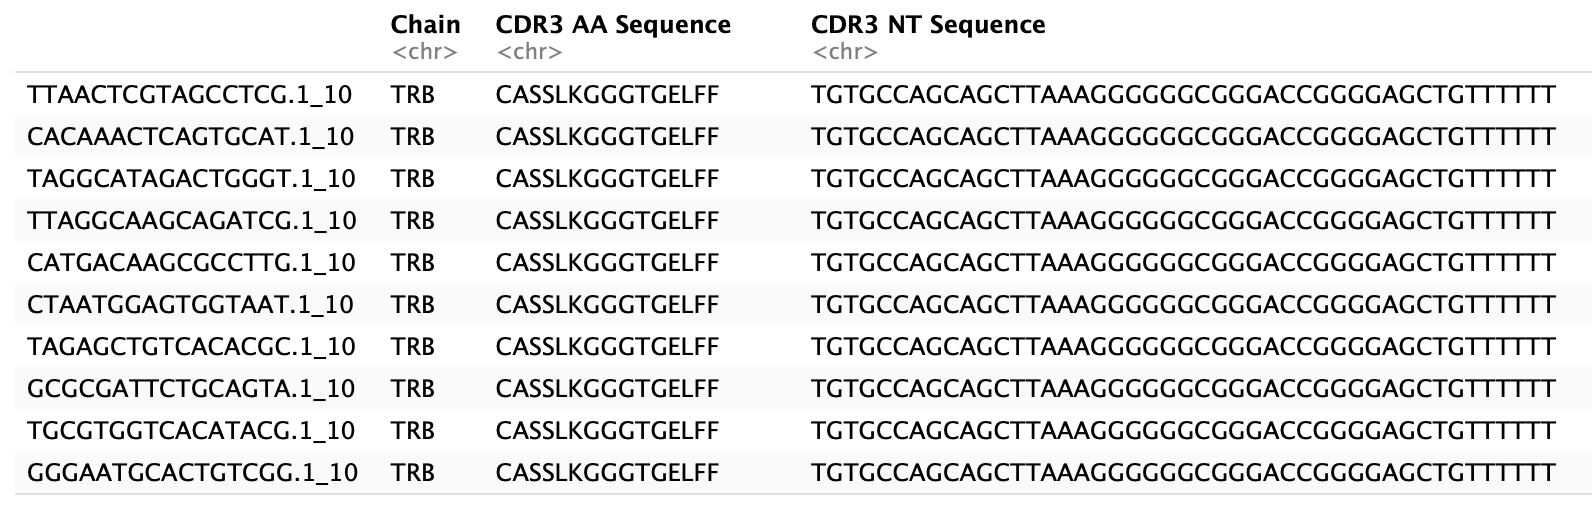 Chain CDR3 AA Sequence CDR3 NT Sequence
<chr> <chr> <chr>
TTAACTCGTAGCCTCG.1_10 TRB CASSLKGGGTGELFF TGTGCCAGCAGCTTAAAGGGGGGCGGGACCGGGGAGCTGTTTTTT
CACAAACTCAGTGCAT.1_10 TRB CASSLKGGGTGELFF TGTGCCAGCAGCTTAAAGGGGGGCGGGACCGGGGAGCTGTTTTTT
TAGGCATAGACTGGGT.1_10 TRB CASSLKGGGTGELFF TGTGCCAGCAGCTTAAAGGGGGGCGGGACCGGGGAGCTGTTTTTT
TTAGGCAAGCAGATCG.1_10 TRB CASSLKGGGTGELFF TGTGCCAGCAGCTTAAAGGGGGGCGGGACCGGGGAGCTGTTTTTT
CATGACAAGCGCCTTG.1_10 TRB CASSLKGGGTGELFF TGTGCCAGCAGCTTAAAGGGGGGCGGGACCGGGGAGCTGTTTTTT
CTAATGGAGTGGTAAT.1_10 TRB CASSLKGGGTGELFF TGTGCCAGCAGCTTAAAGGGGGGCGGGACCGGGGAGCTGTTTTTT
TAGAGCTGTCACACGC.1_10 TRB CASSLKGGGTGELFF TGTGCCAGCAGCTTAAAGGGGGGCGGGACCGGGGAGCTGTTTTTT
GCGCGATTCTGCAGTA.1_10 TRB CASSLKGGGTGELFF TGTGCCAGCAGCTTAAAGGGGGGCGGGACCGGGGAGCTGTTTTTT
TGCGTGGTCACATACG.1_10 TRB CASSLKGGGTGELFF TGTGCCAGCAGCTTAAAGGGGGGCGGGACCGGGGAGCTGTTTTTT
GGGAATGCACTGTCGG.1_10 TRB CASSLKGGGTGELFF TGTGCCAGCAGCTTAAAGGGGGGCGGGACCGGGGAGCTGTTTTTT